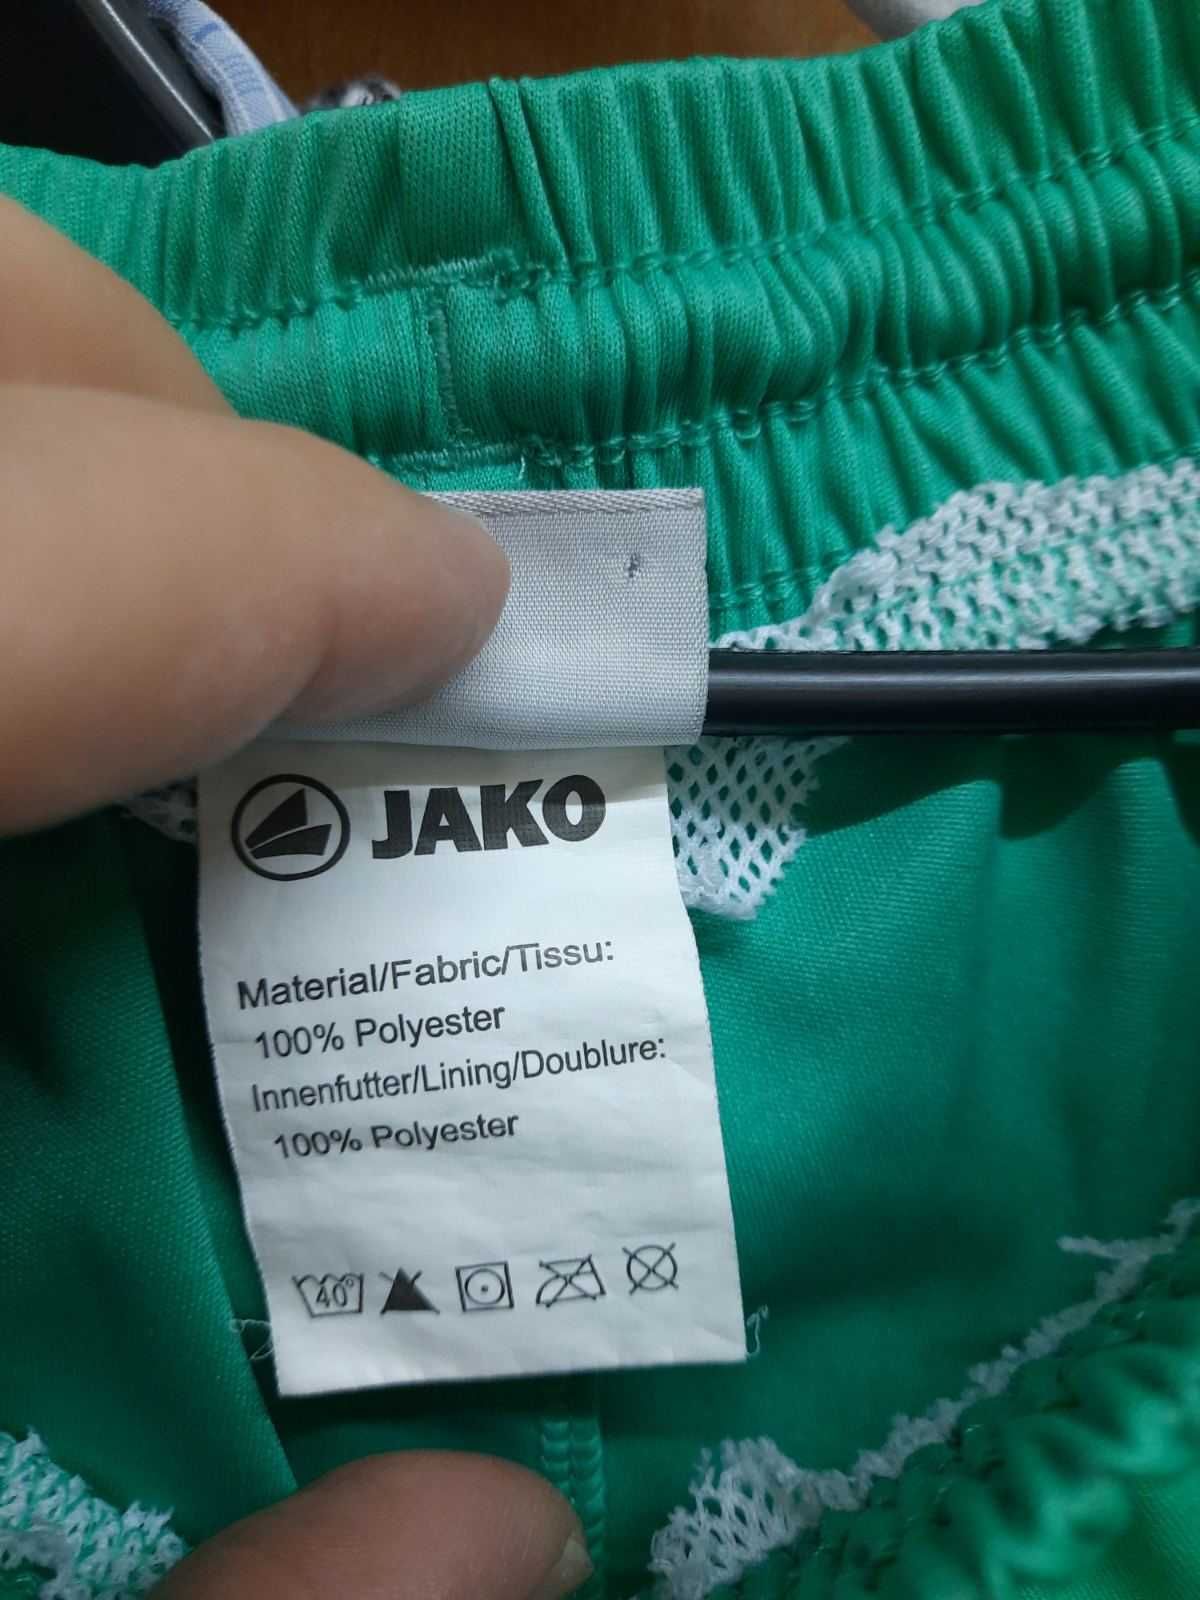 JAKO
Material/Fabric/Tissu:
100% Polyester
Innenfutter/Lining/Doublure:
100% Polyester
40°